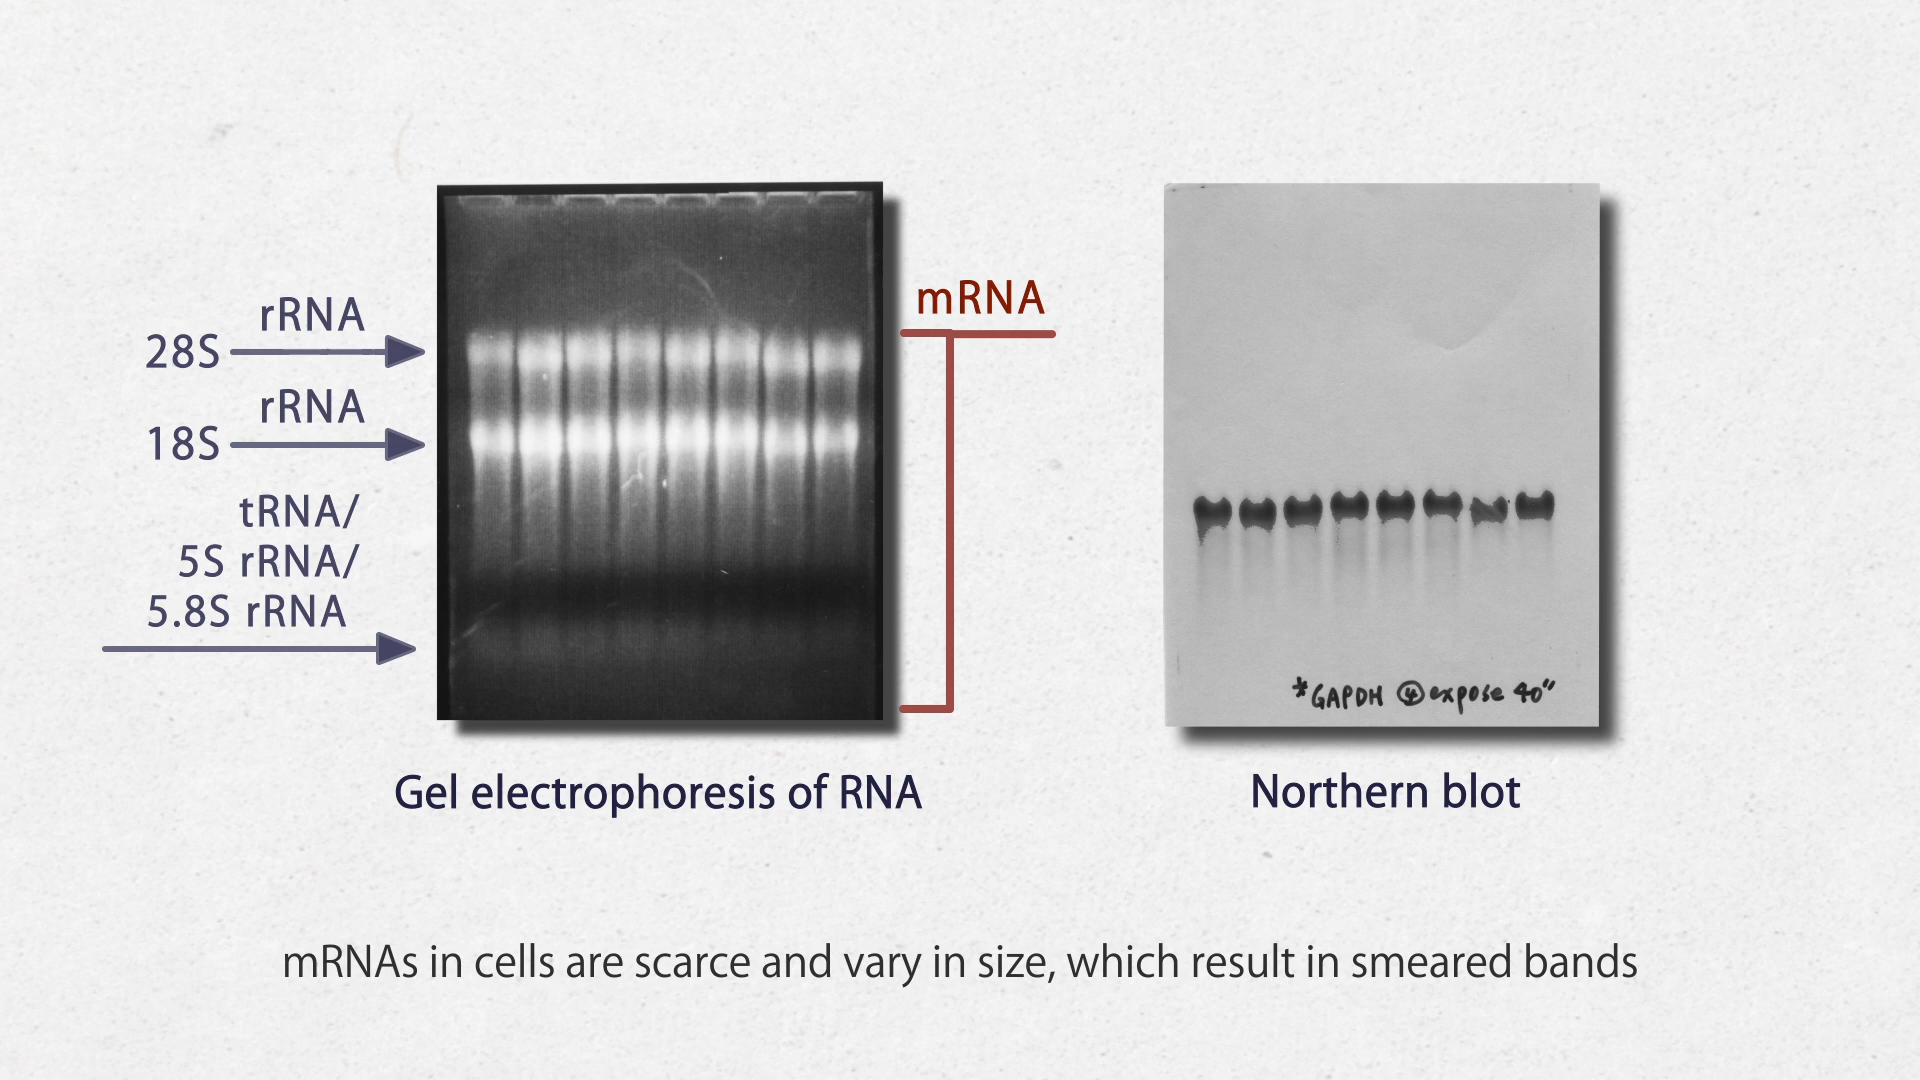 rRNA
28S
rRNA
18S
tRNA/
5S rRNA/
5.8S rRNA
mRNA
*GAPDH ④ expose 40"
Gel electrophoresis of RNA
Northern blot
mRNAs in cells are scarce and vary in size, which result in smeared bands